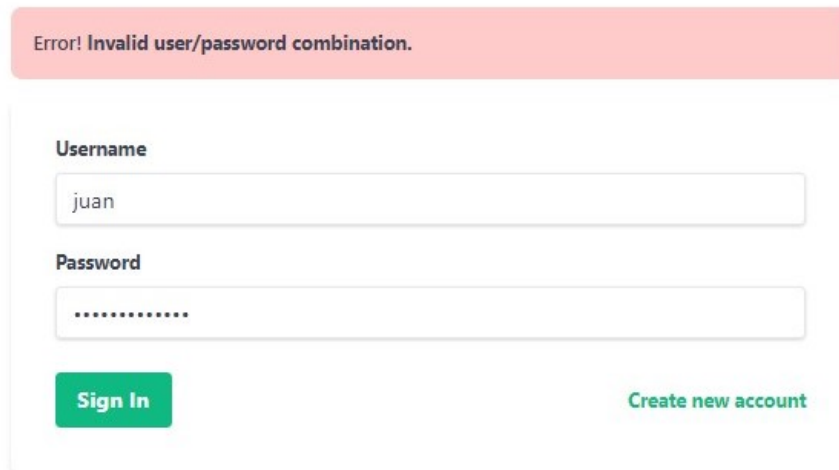 Error! Invalid user/password combination.
Username
juan
Password
•••••••••••••
Sign In
Create new account